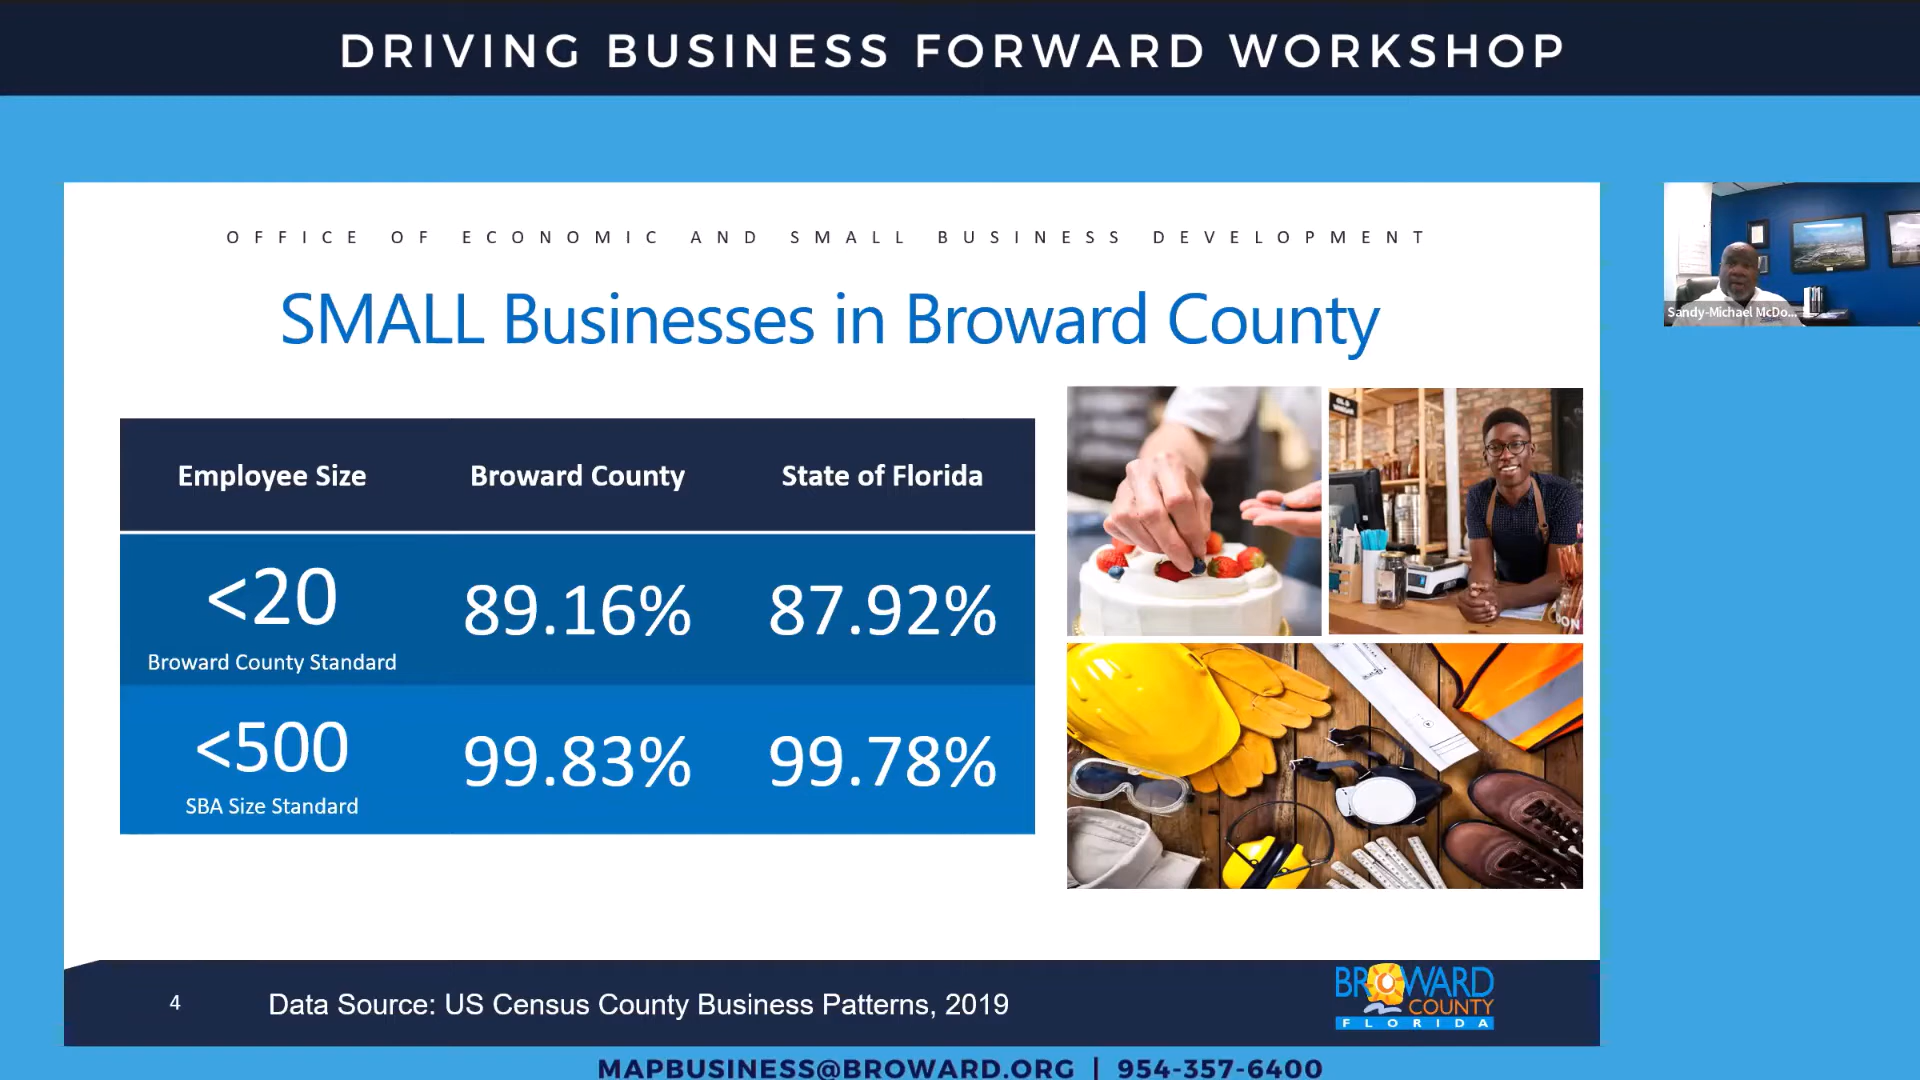 DRIVING BUSINESS FORWARD WORKSHOP
OFFICE OF ECONOMIC AND SMALL BUSINESS DEVELOPMENT
SMALL Businesses in Broward County
Sandy-Michael McDo...
Employee Size Broward County State of Florida
<20 89.16% 87.92%
Broward County Standard
<500 99.83% 99.78%
SBA Size Standard
4 Data Source: US Census County Business Patterns, 2019
BROWARD
COUNTY
FLORIDA
MAPBUSINESS@BROWARD.ORG | 954-357-6400